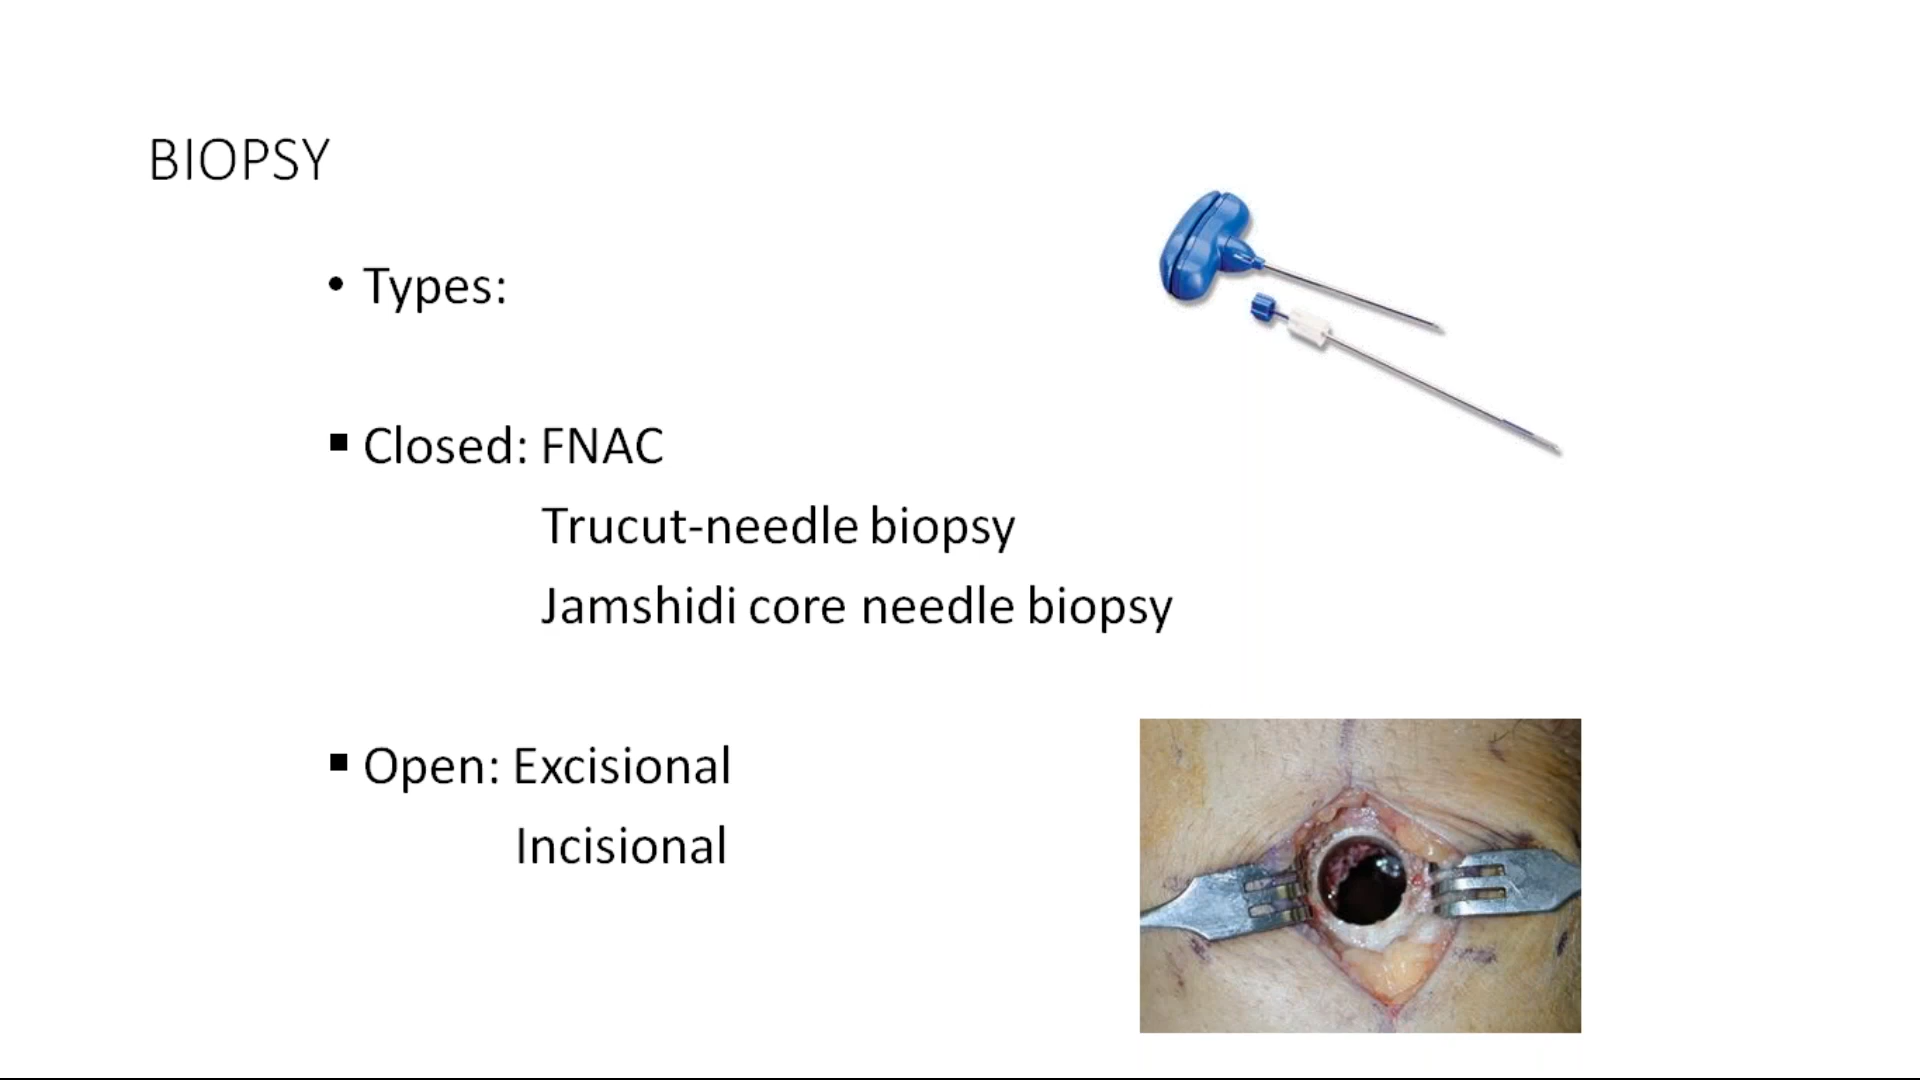 BIOPSY
• Types:
▪ Closed: FNAC
Trucut-needle biopsy
Jamshidi core needle biopsy
▪ Open: Excisional
Incisional